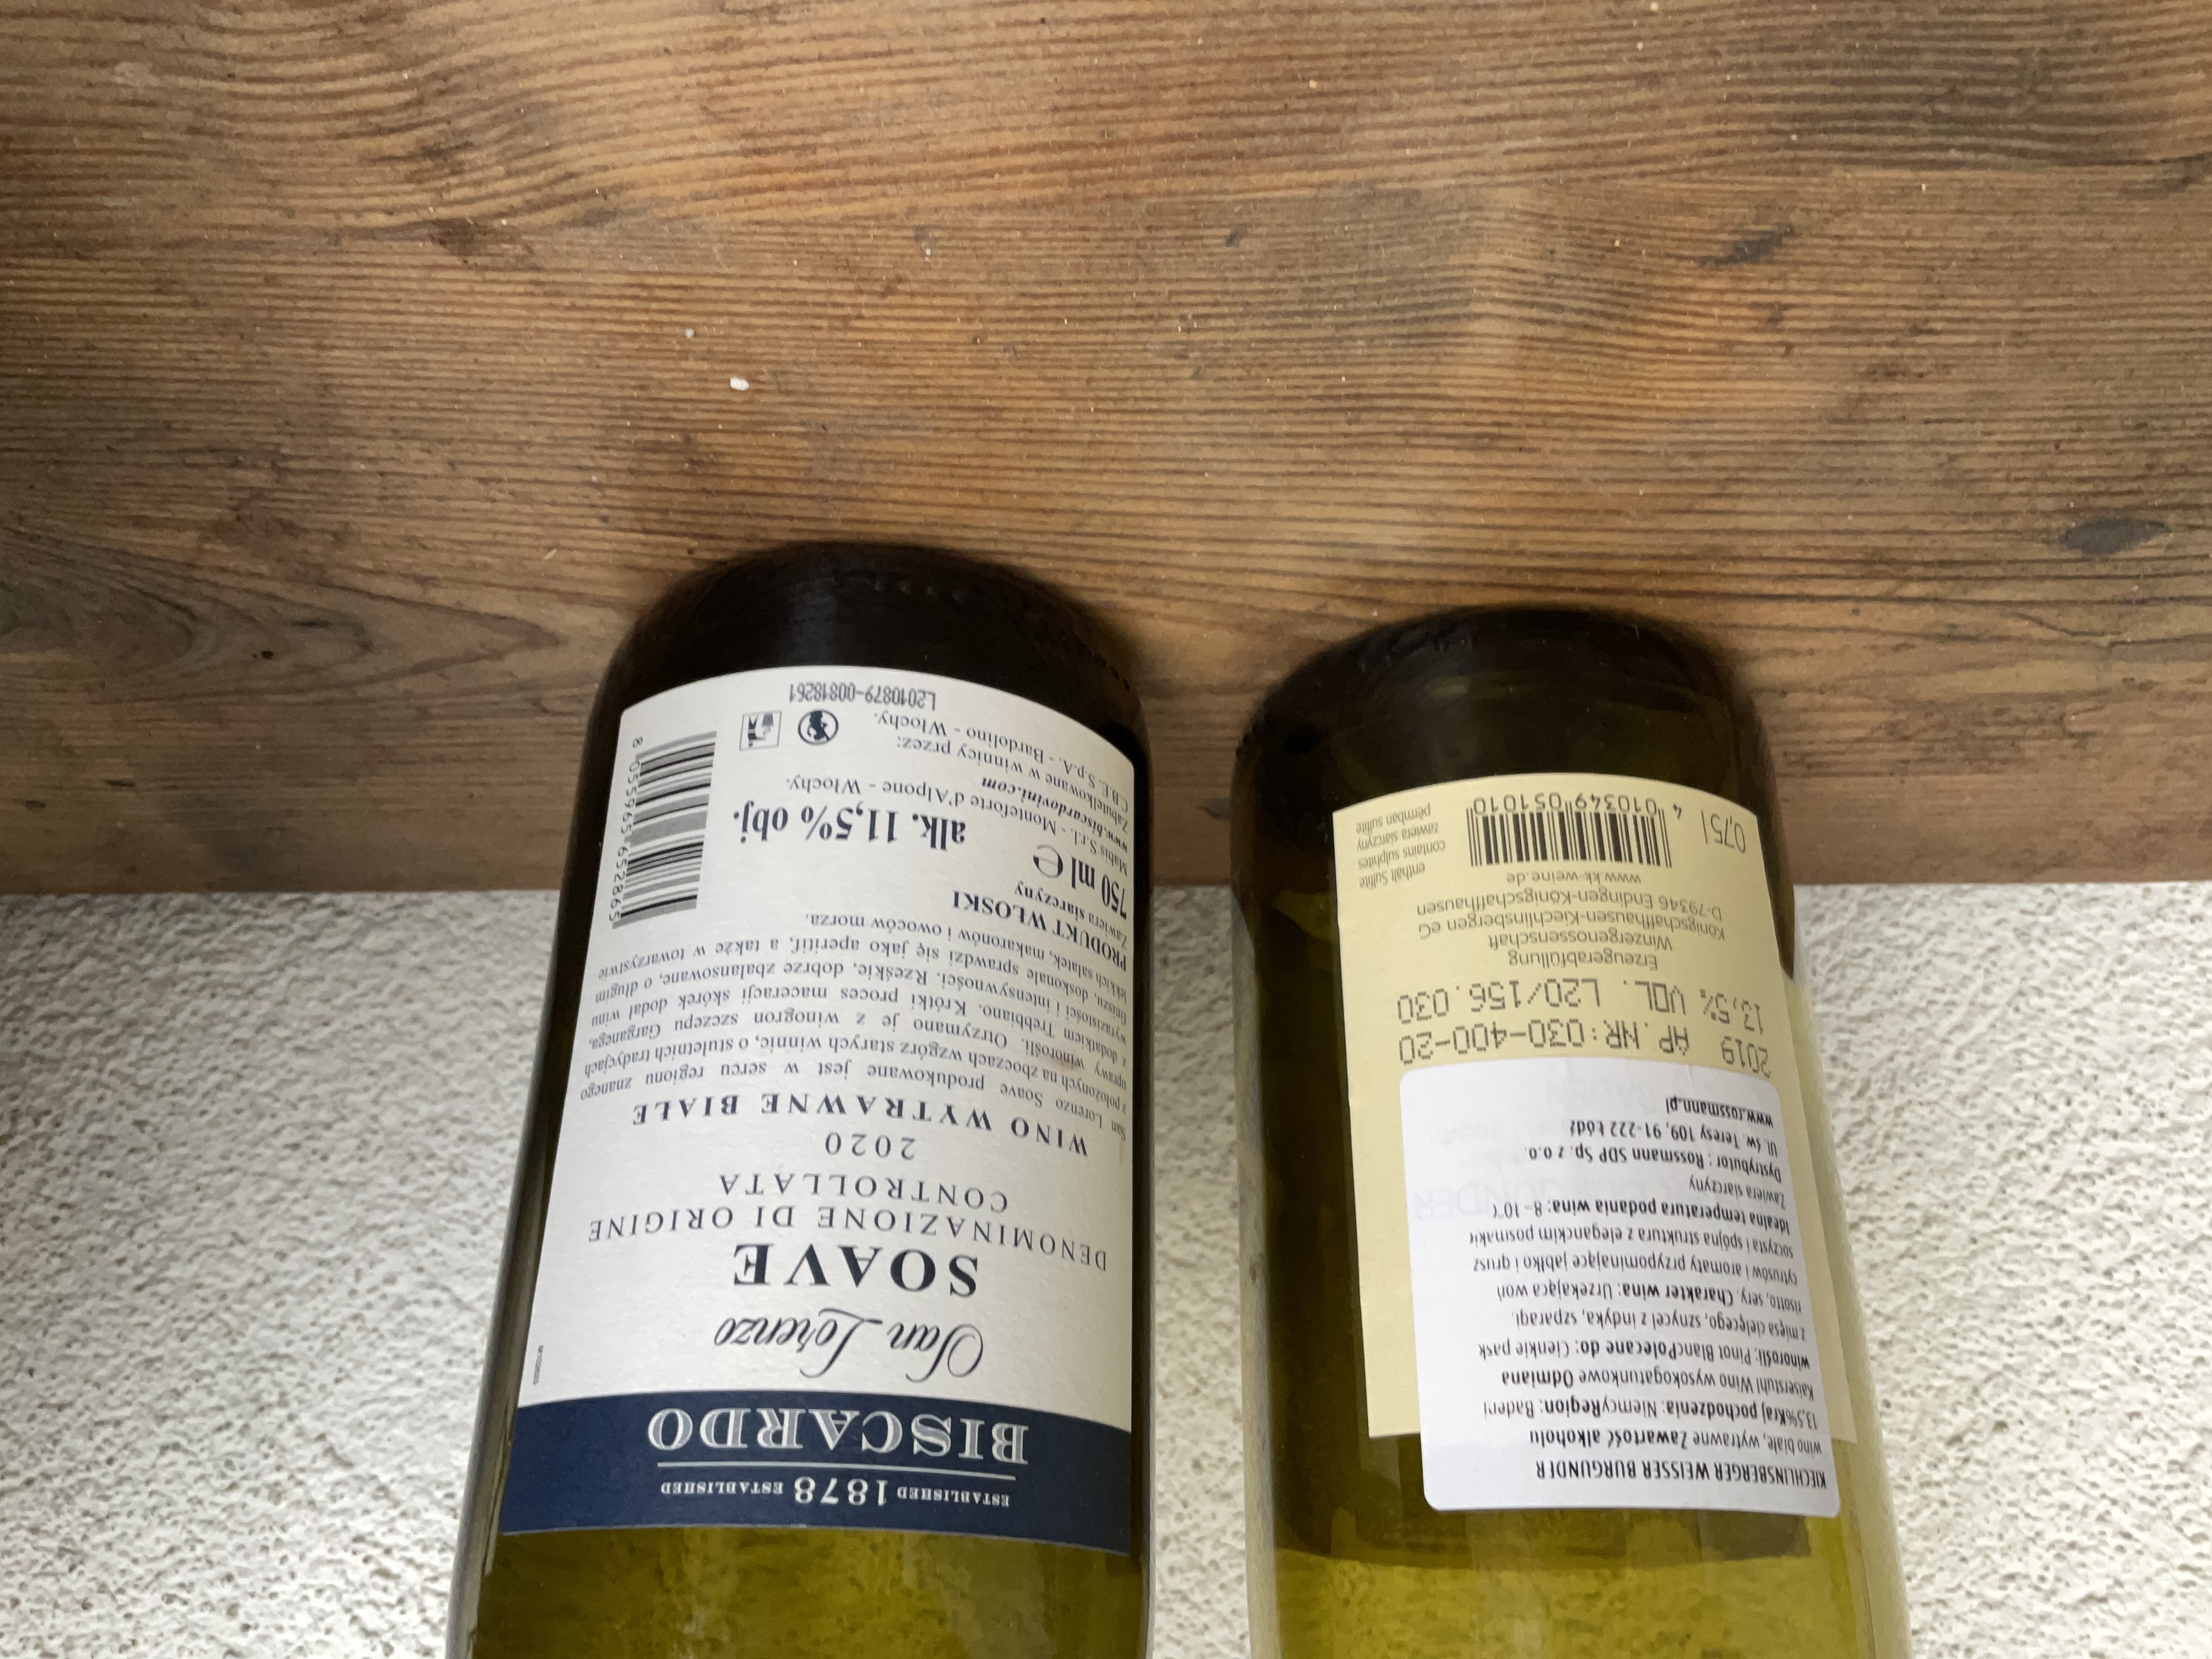 ESTABLISHED 1878 ESTABLISHED
BISCARDO
San Lorenzo
SOAVE
DENOMINAZIONE DI ORIGINE
CONTROLLATA
2020
WINO WYTRAWNE BIAŁE
San Lorenzo Soave produkowane jest w sercu regionu znanego
z położonych na zboczach wzgórz starych winnic, o stuletnich tradycjach
uprawy winorośli. Otrzymano je z winogron szczepu Garganega,
z dodatkiem Trebbiano. Krótki proces maceracji skórek dodał winu
wyrazistości i intensywności. Rześkie, dobrze zbalansowane, o długim
finiszu, doskonale sprawdzi się jako aperitif, a także w towarzystwie
lekkich sałatek, makaronów i owoców morza.
PRODUKT WŁOSKI
Zawiera siarczyny
750 ml e
alk. 11,5% obj.
Mabis S.r.l. - Monteforte d'Alpone - Włochy.
www.biscardovini.com
Zabutelkowane w winnicy przez:
C.B.E. S.p.A. - Bardolino - Włochy.
L2010879-00818261
8 055965 652865
KIECHLINSBERGER WEISSER BURGUNDER
wino białe, wytrawne Zawartość alkoholu
13,5%Kraj pochodzenia: NiemcyRegion: Baden
Kaiserstuhl Wino wysokogatunkowe Odmiana
winorośli: Pinot BlancPolecane do: Cienkie pask
z mięsa cielęcego, sznycel z indyka, szparagi,
risotto, sery. Charakter wina: Urzekająca woń
cytrusów i aromaty przypominające jabłko i grusz
soczysta i spójna struktura z eleganckim posmakie
Idealna temperatura podania wina: 8 - 10°C
Zawiera siarczyny
Dystrybutor : Rossmann SDP Sp. z o.o.
Ul. św. Teresy 109, 91-222 Łódź
www.rossmann.pl
2019 AP.NR:030-400-20
13,5% VOL. L20/156.030
Erzeugerabfüllung
Winzergenossenschaft
Königschaffhausen-Kiechlinsbergen eG
D-79346 Endingen-Königschaffhausen
www.kk-weine.de
0,75 l
4 010349 051010
enthält Sulfite
contains sulphites
zawiera siarczyny